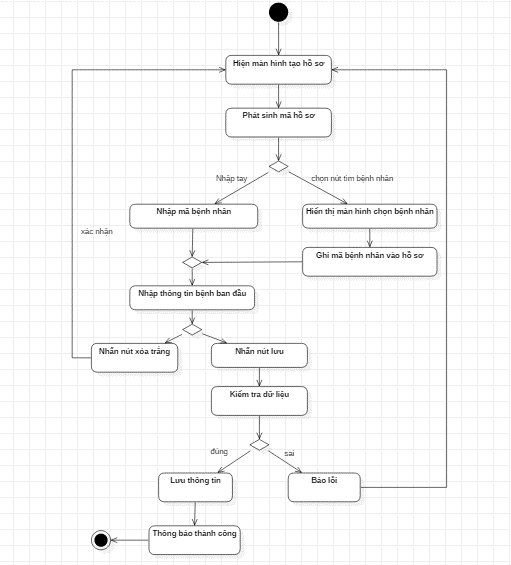 Hiện màn hình tạo hồ sơ
Phát sinh mã hồ sơ
Nhập tay
chọn nút tìm bệnh nhân
Nhập mã bệnh nhân
Hiển thị màn hình chọn bệnh nhân
xác nhận
Ghi mã bệnh nhân vào hồ sơ
Nhập thông tin bệnh ban đầu
Nhấn nút xóa trắng
Nhấn nút lưu
Kiểm tra dữ liệu
đúng
sai
Lưu thông tin
Báo lỗi
Thông báo thành công